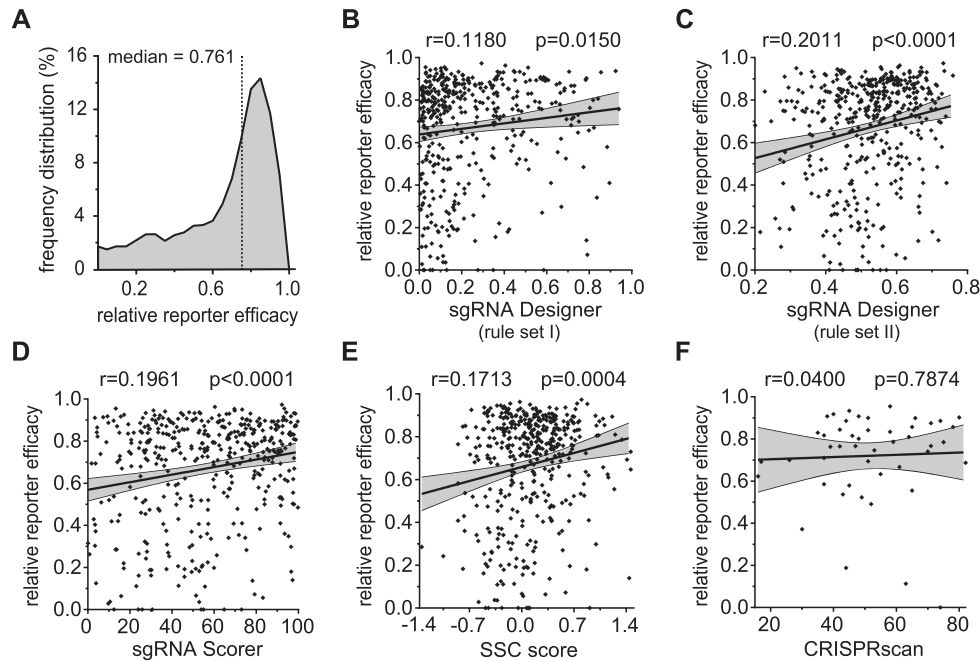 A
median = 0.761
frequency distribution (%)
16
12
8
4
0
0.2
0.6
1.0
relative reporter efficacy
B
r=0.1180 p=0.0150
relative reporter efficacy
1.0
0.8
0.6
0.4
0.2
0.0
0.0 0.2 0.4 0.6 0.8 1.0
sgRNA Designer
(rule set I)
C
r=0.2011 p<0.0001
relative reporter efficacy
1.0
0.8
0.6
0.4
0.2
0.0
0.2 0.4 0.6 0.8
sgRNA Designer
(rule set II)
D
r=0.1961 p<0.0001
relative reporter efficacy
1.0
0.8
0.6
0.4
0.2
0.0
0 20 40 60 80 100
sgRNA Scorer
E
r=0.1713 p=0.0004
relative reporter efficacy
1.0
0.8
0.6
0.4
0.2
0.0
-1.4 -0.7 0.0 0.7 1.4
SSC score
F
r=0.0400 p=0.7874
relative reporter efficacy
1.0
0.8
0.6
0.4
0.2
0.0
20 40 60 80
CRISPRscan